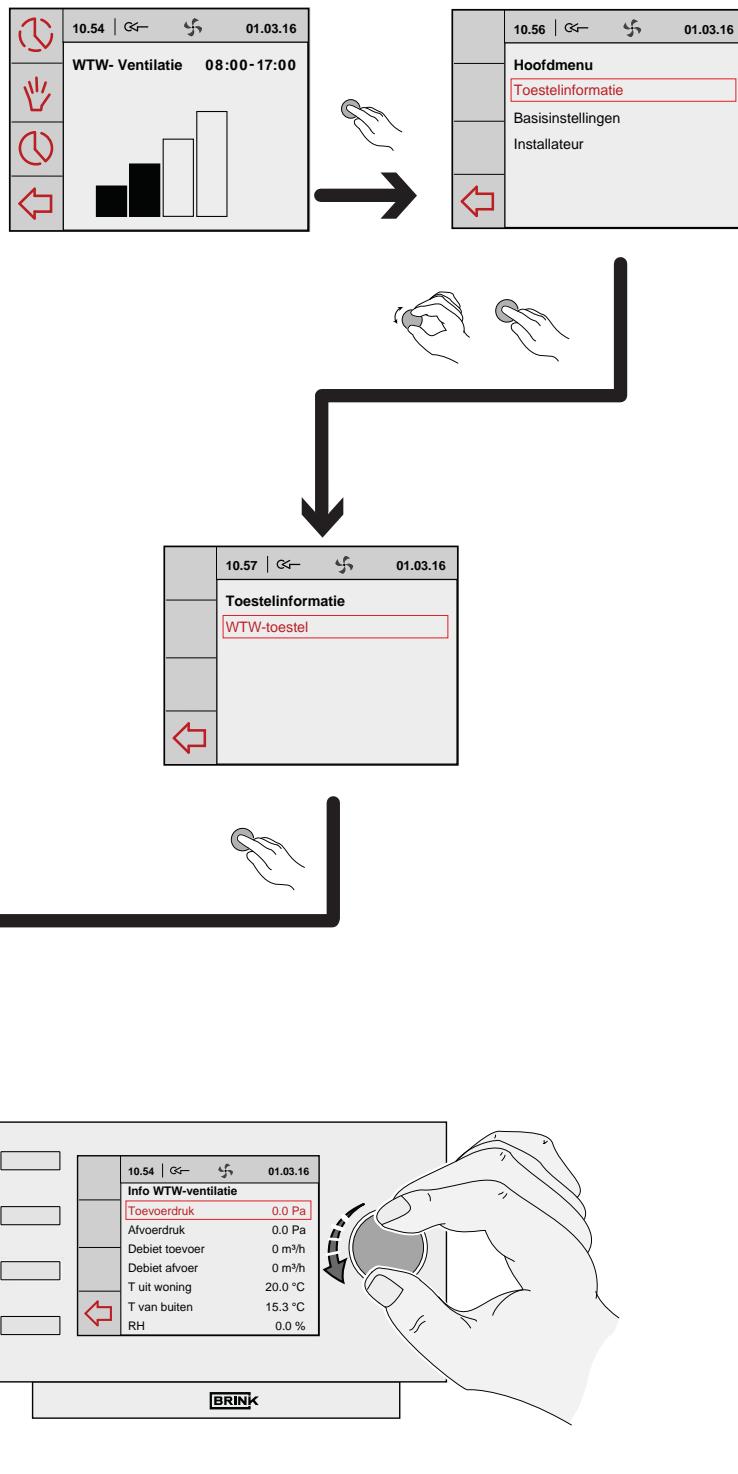 10.54 01.03.16
WTW- Ventilatie 08:00-17:00
10.56 01.03.16
Hoofdmenu
Toestelinformatie
Basisinstellingen
Installateur
10.57 01.03.16
Toestelinformatie
WTW-toestel
10.54 01.03.16
Info WTW-ventilatie
Toevoerdruk 0.0 Pa
Afvoerdruk 0.0 Pa
Debiet toevoer 0 m³/h
Debiet afvoer 0 m³/h
T uit woning 20.0 °C
T van buiten 15.3 °C
RH 0.0 %
BRINK